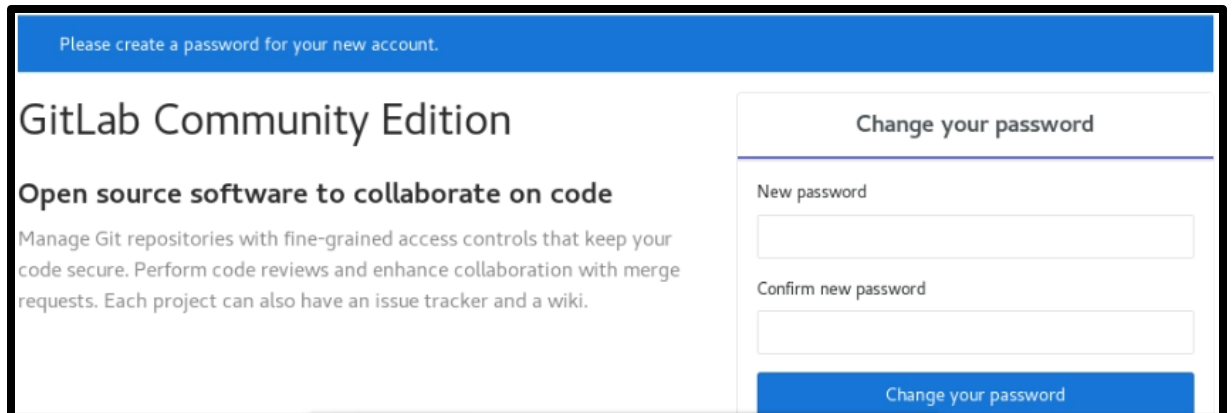 Please create a password for your new account.
GitLab Community Edition
Open source software to collaborate on code
Manage Git repositories with fine-grained access controls that keep your
code secure. Perform code reviews and enhance collaboration with merge
requests. Each project can also have an issue tracker and a wiki.
Change your password
New password
Confirm new password
Change your password